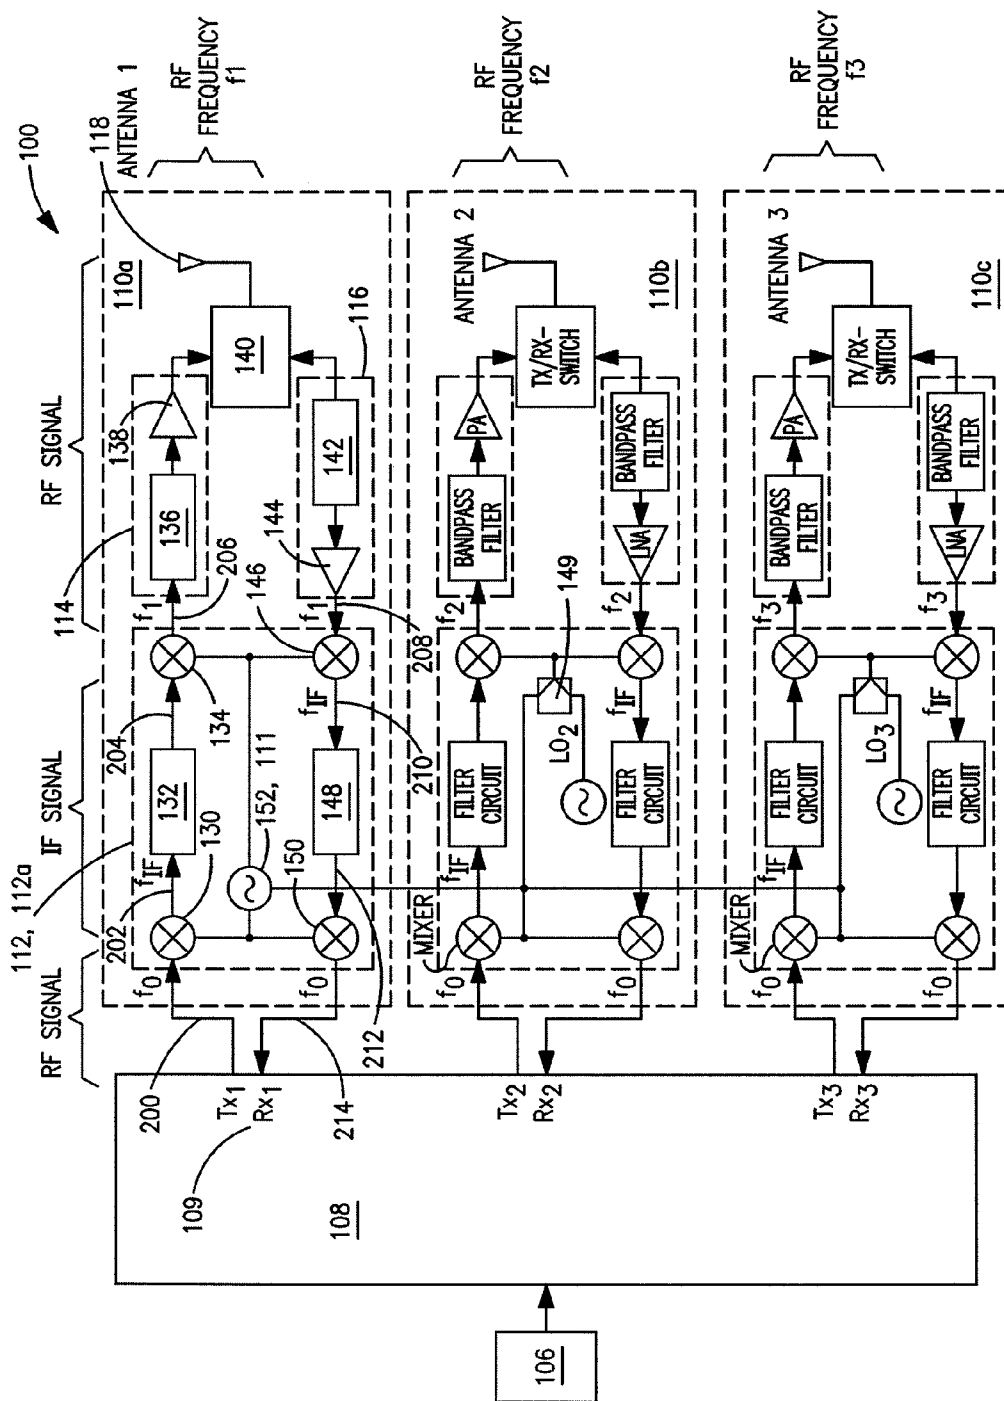 100
RF SIGNAL
IF SIGNAL
RF SIGNAL
112, 112a
114
118
ANTENNA 1
110a
RF
FREQUENCY
f1
106
108
109
200
Tx1
Rx1
214
f0
202
130
fIF
132
204
134
f1
206
136
138
140
116
142
144
f1
208
146
fIF
210
148
152, 111
150
212
f0
RF
FREQUENCY
f2
ANTENNA 2
110b
Tx2
Rx2
f0
MIXER
fIF
FILTER
CIRCUIT
f2
BANDPASS
FILTER
PA
TX/RX-
SWITCH
BANDPASS
FILTER
LNA
f2
149
LO2
fIF
FILTER
CIRCUIT
f0
RF
FREQUENCY
f3
ANTENNA 3
110c
Tx3
Rx3
f0
MIXER
fIF
FILTER
CIRCUIT
f3
BANDPASS
FILTER
PA
TX/RX-
SWITCH
BANDPASS
FILTER
LNA
f3
LO3
fIF
FILTER
CIRCUIT
f0